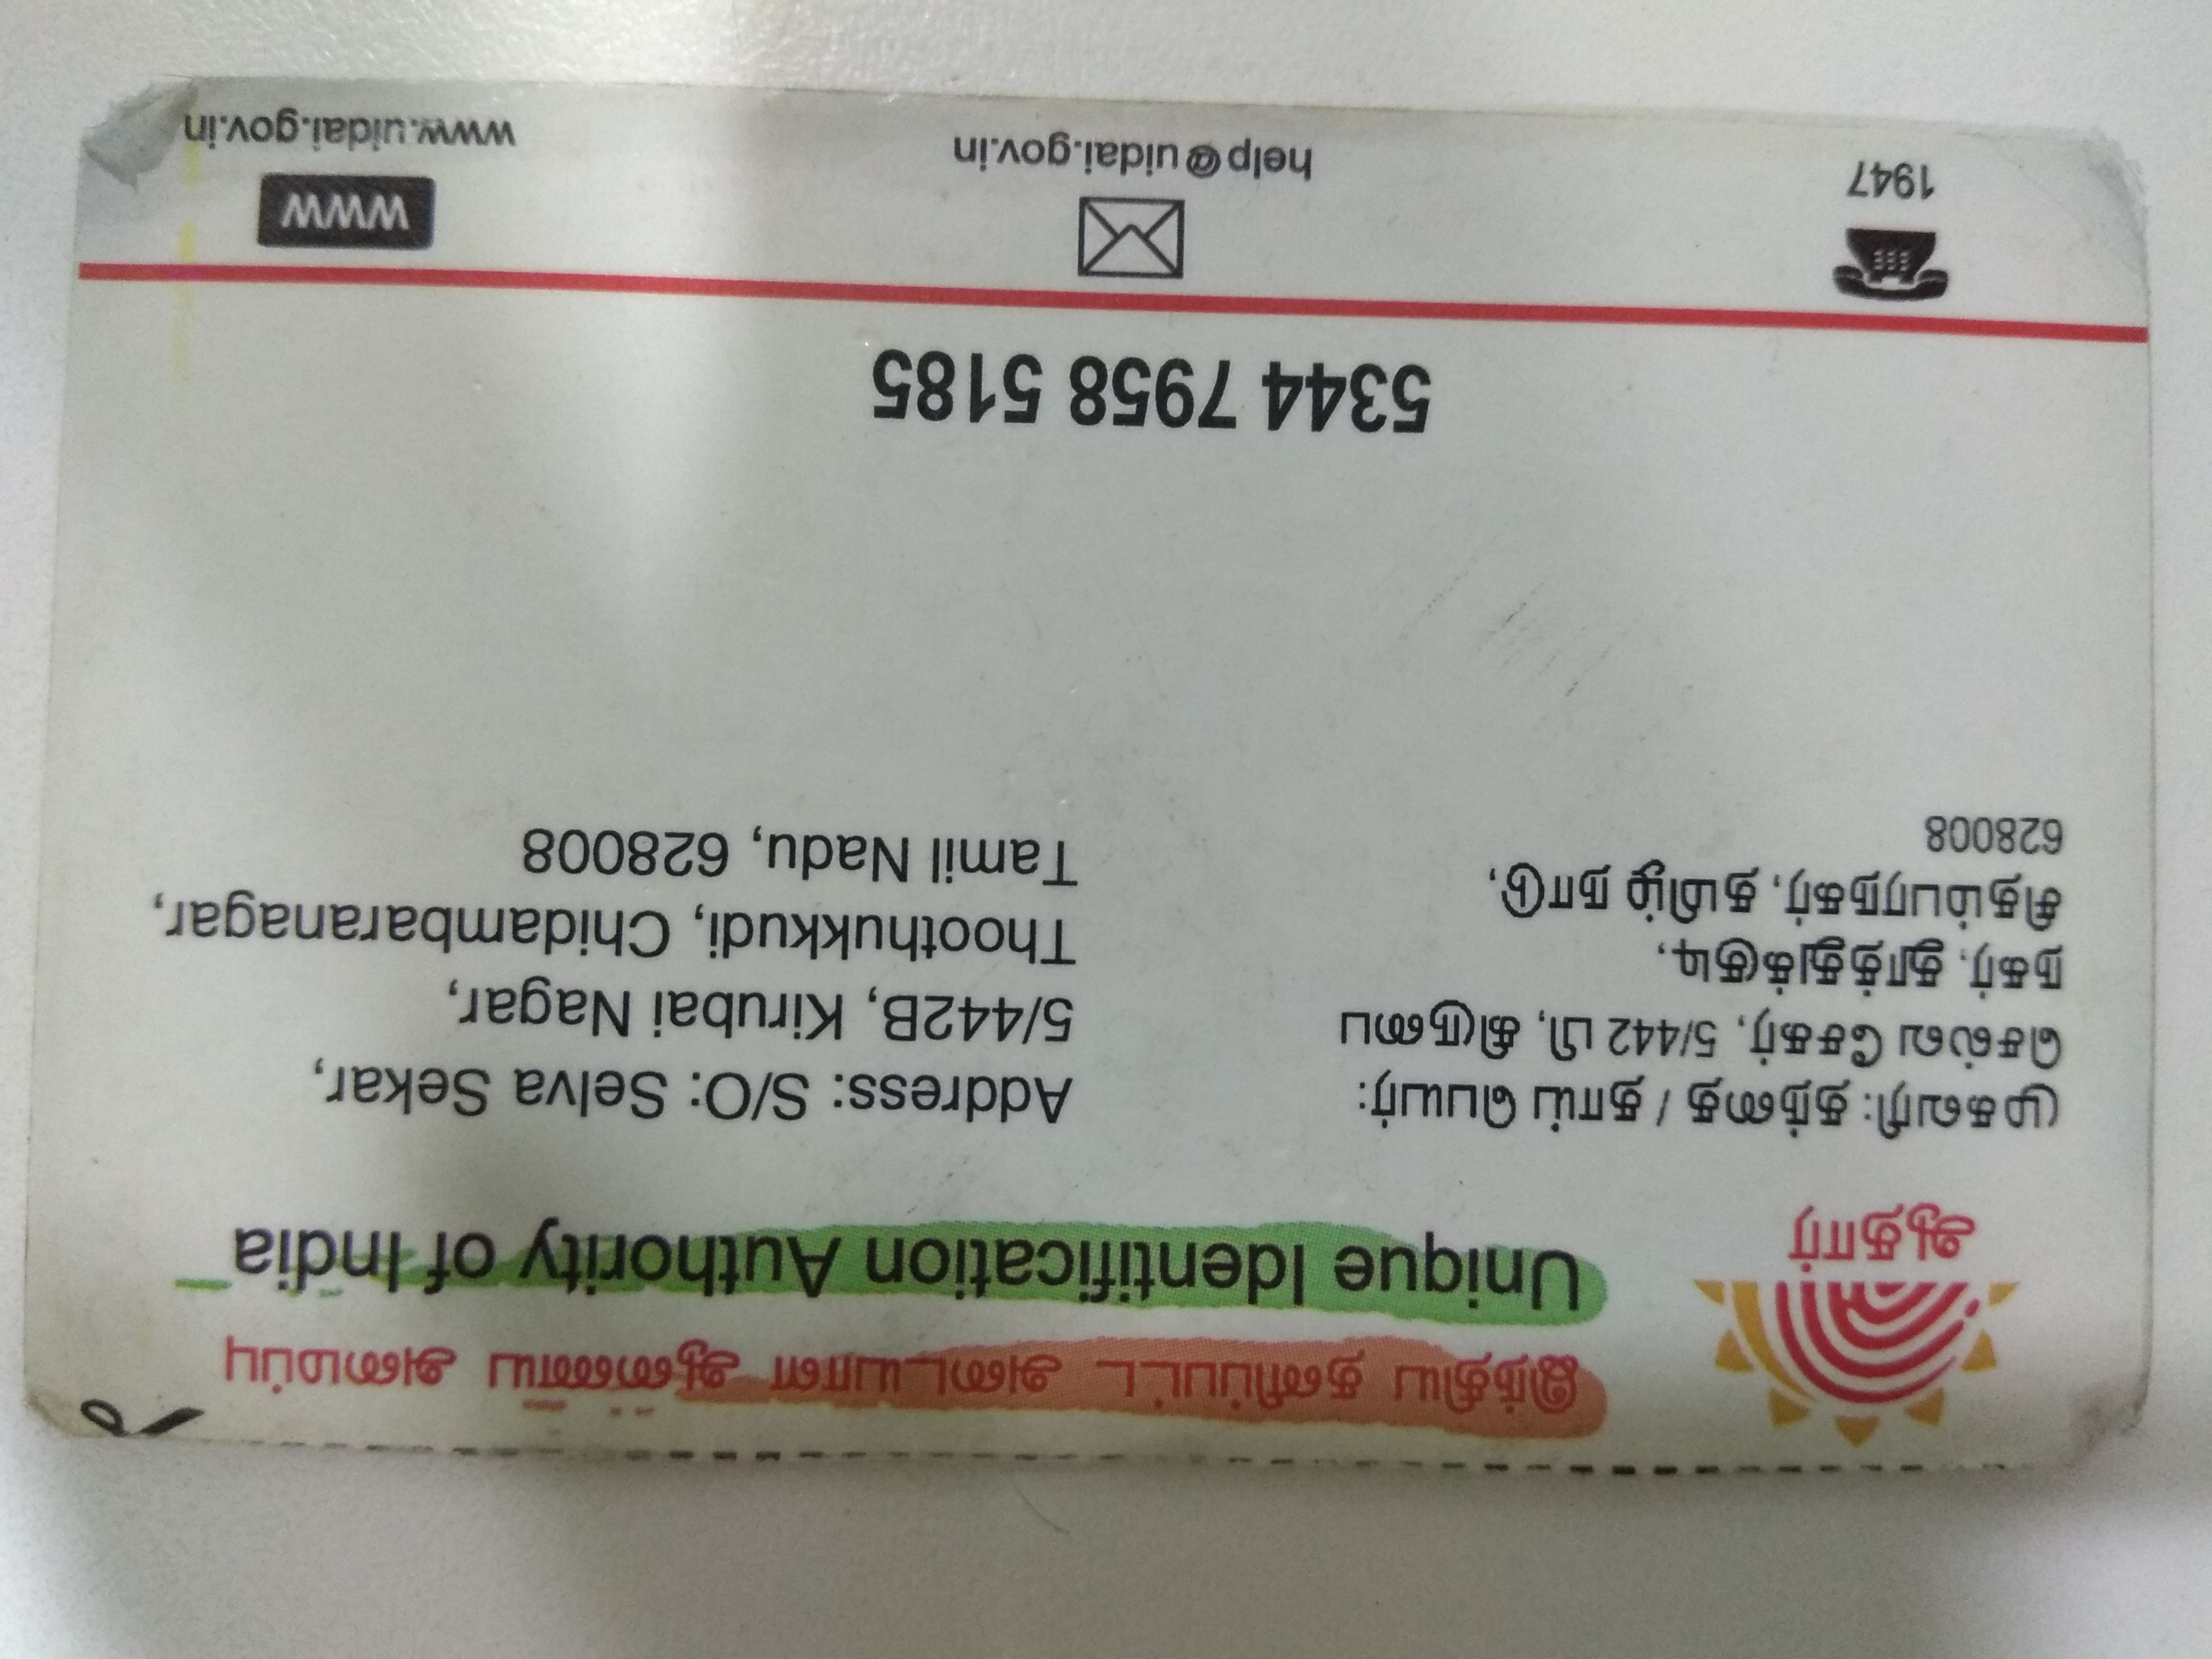 இந்திய தனிப்பட்ட அடையாள ஆணைய அமைப்பு
Unique Identification Authority of India
ஆதார்
முகவரி: தந்தை / தாய் பெயர்:
செல்வ சேகர், 5/442 பி, கிருபை
நகர், தூத்துக்குடி,
சிதம்பரநகர், தமிழ் நாடு,
628008
Address: S/O: Selva Sekar,
5/442B, Kirubai Nagar,
Thoothukkudi, Chidambaranagar,
Tamil Nadu, 628008
5344 7958 5185
1947
help@uidai.gov.in
WWW
www.uidai.gov.in